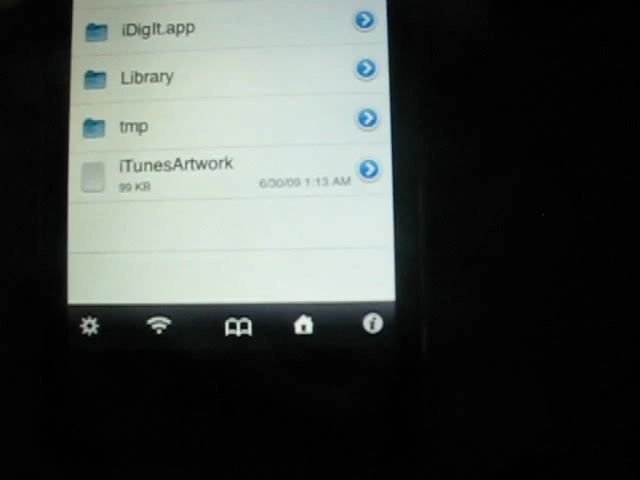 iDigIt.app
Library
tmp
iTunesArtwork
99 KB 6/30/09 1:13 AM